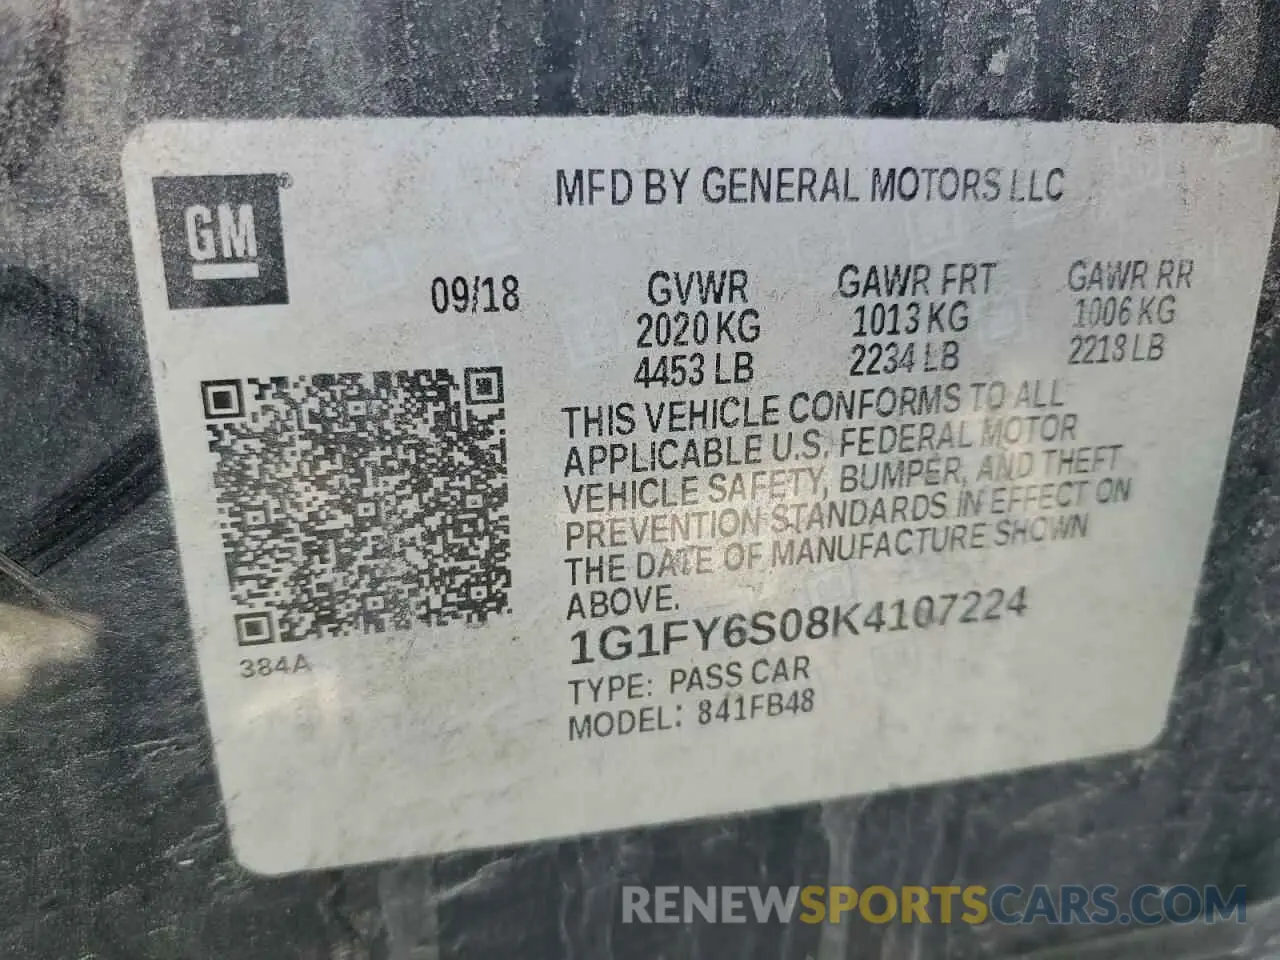 GM®
MFD BY GENERAL MOTORS LLC
09/18
GVWR GAWR FRT GAWR RR
2020 KG 1013 KG 1006 KG
4453 LB 2234 LB 2218 LB
THIS VEHICLE CONFORMS TO ALL
APPLICABLE U.S. FEDERAL MOTOR
VEHICLE SAFETY, BUMPER, AND THEFT
PREVENTION STANDARDS IN EFFECT ON
THE DATE OF MANUFACTURE SHOWN
ABOVE.
1G1FY6S08K4107224
384A
TYPE: PASS CAR
MODEL: 841FB48
RENEWSPORTSCARS.COM